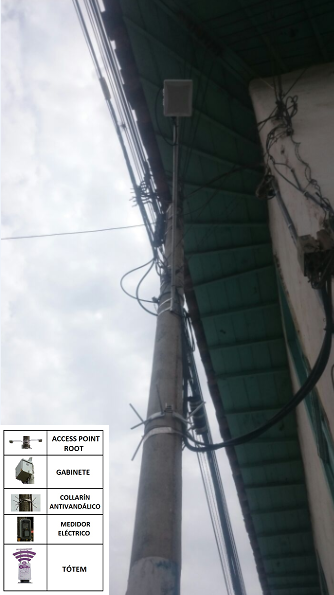 ACCESS POINT
ROOT
GABINETE
COLLARÍN
ANTIVANDÁLICO
MEDIDOR
ELÉCTRICO
TÓTEM